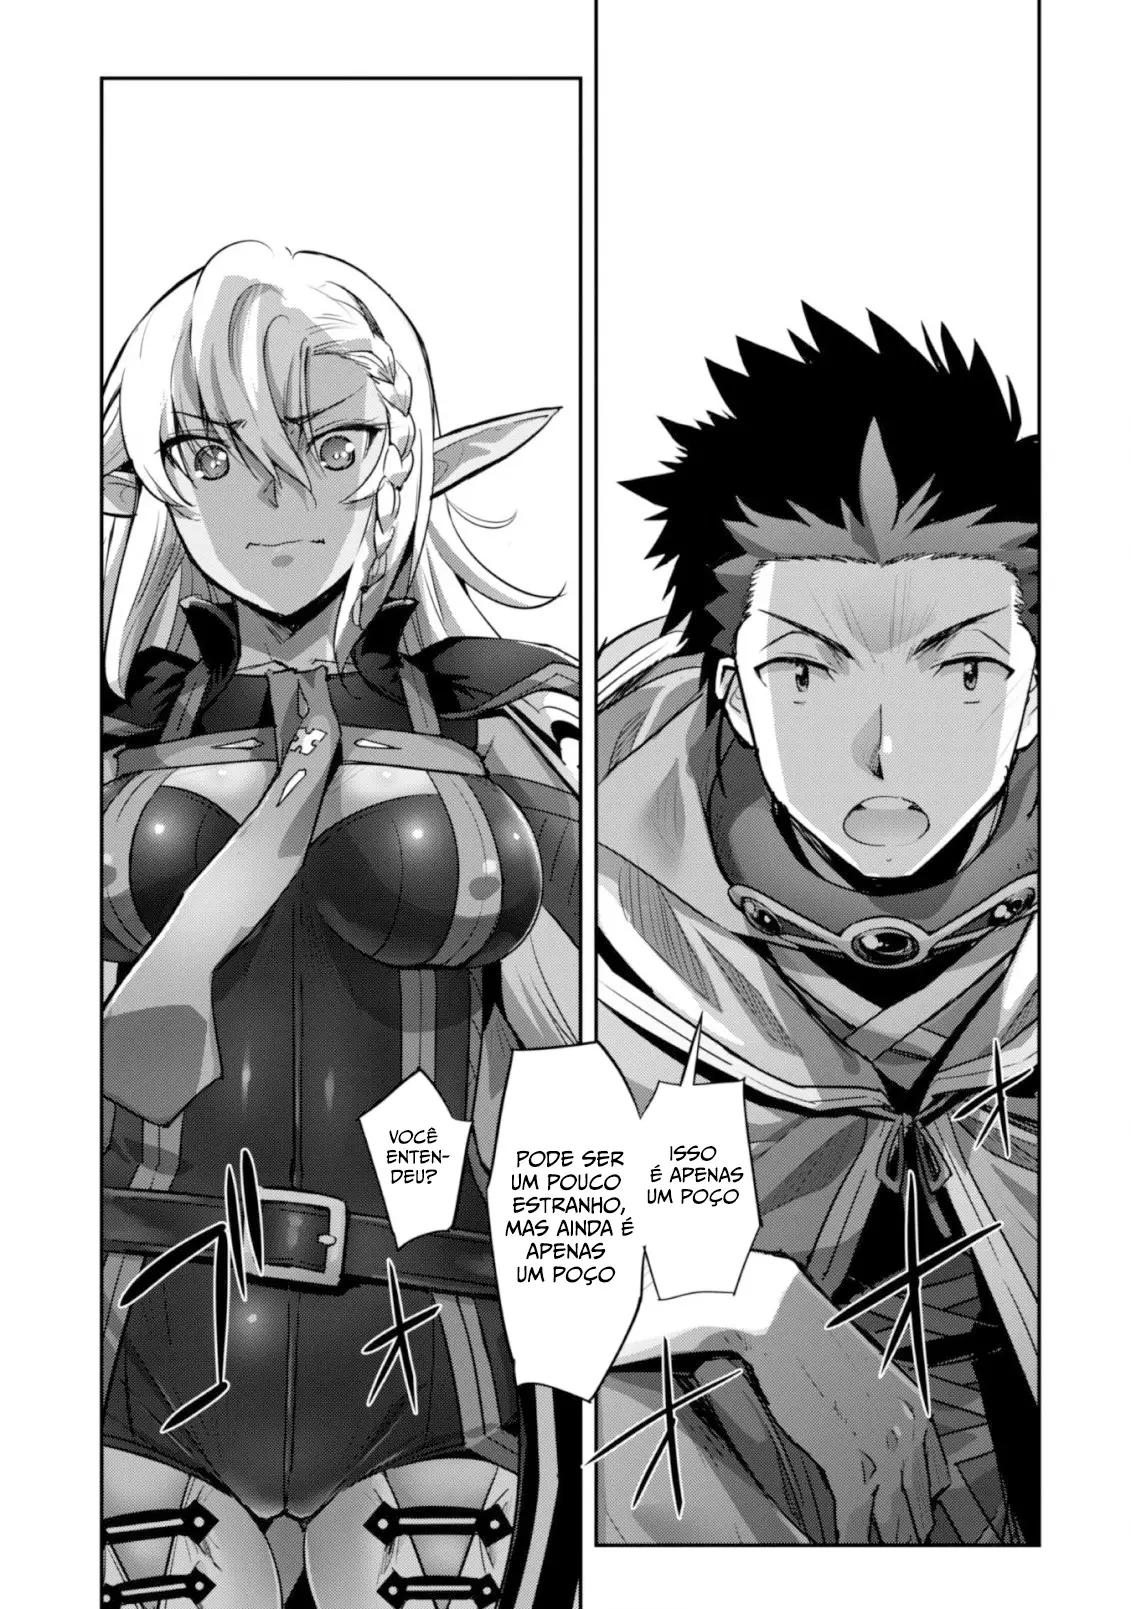 ISSO
É APENAS
UM POÇO
PODE SER
UM POUCO
ESTRANHO,
MAS AINDA É
APENAS
UM POÇO
VOCÊ
ENTEN-
DEU?